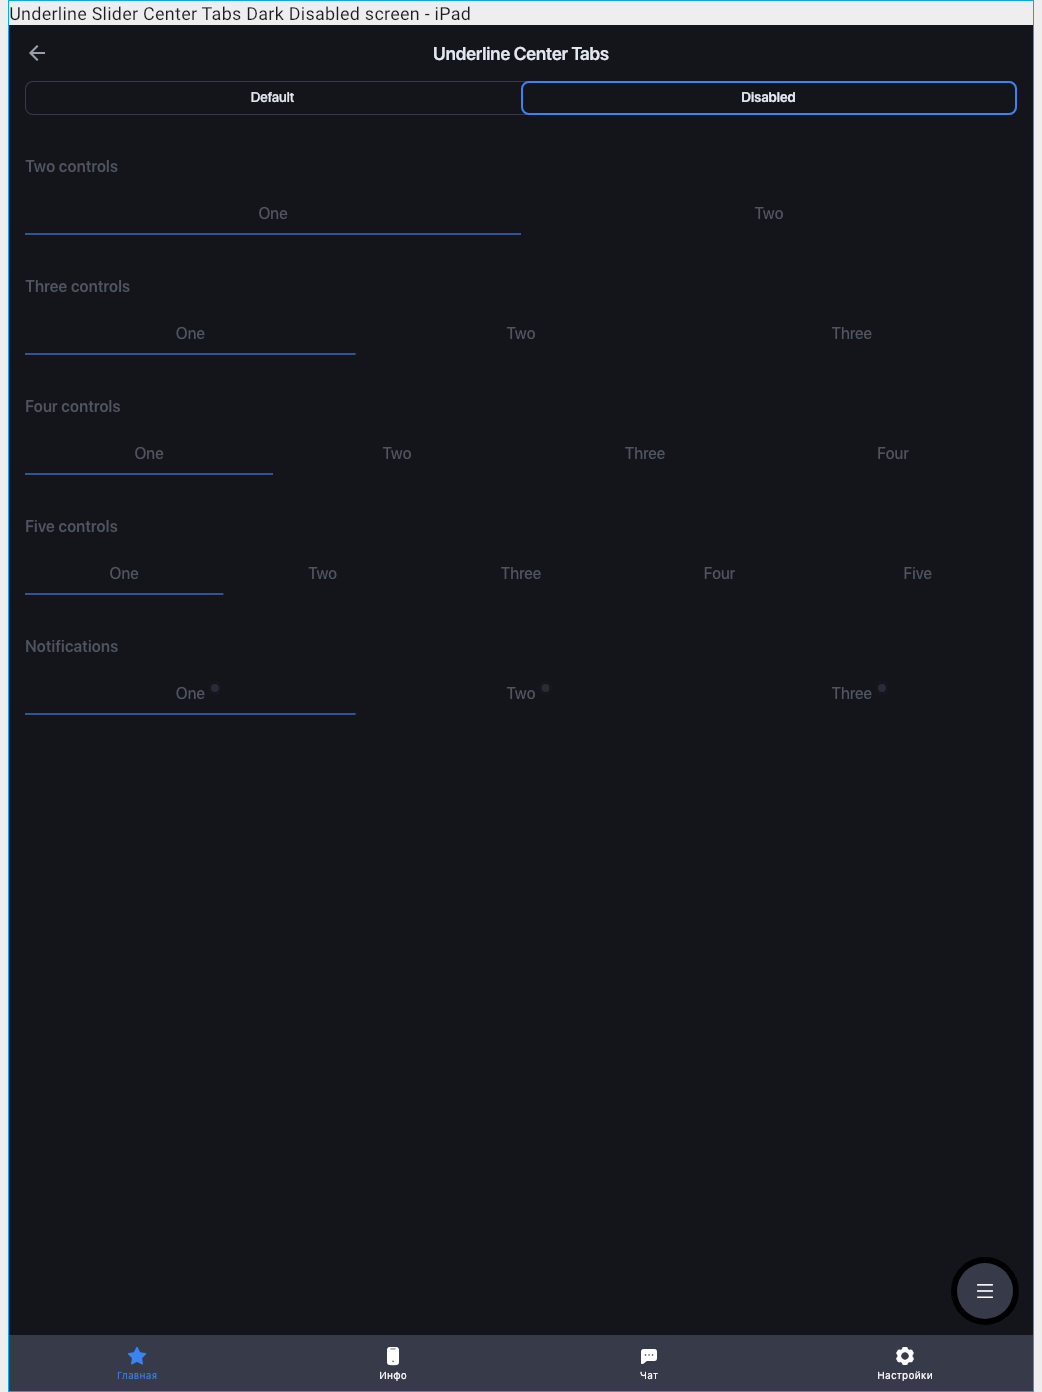 Underline Slider Center Tabs Dark Disabled screen - iPad
Underline Center Tabs
Default Disabled
Two controls
One Two
Three controls
One Two Three
Four controls
One Two Three Four
Five controls
One Two Three Four Five
Notifications
One Two Three
Главная Инфо Чат Настройки